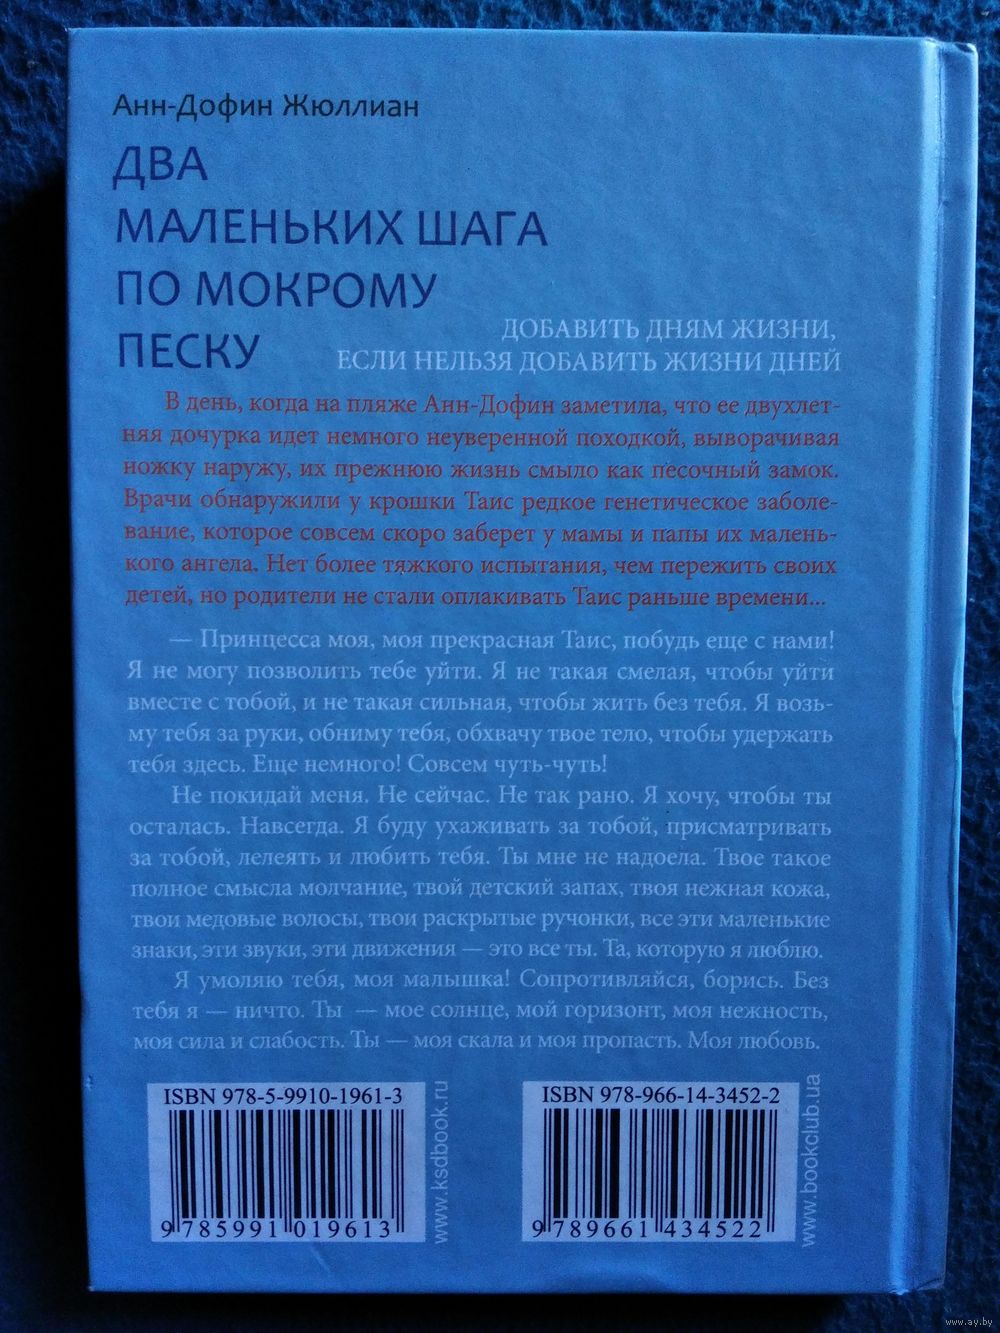 Анн-Дофин Жюллиан
ДВА
МАЛЕНЬКИХ ШАГА
ПО МОКРОМУ
ПЕСКУ
ДОБАВИТЬ ДНЯМ ЖИЗНИ,
ЕСЛИ НЕЛЬЗЯ ДОБАВИТЬ ЖИЗНИ ДНЕЙ
В день, когда на пляже Анн-Дофин заметила, что ее двухлет-
няя дочурка идет немного неуверенной походкой, выворачивая
ножку наружу, их прежнюю жизнь смыло как песочный замок.
Врачи обнаружили у крошки Таис редкое генетическое заболе-
вание, которое совсем скоро заберет у мамы и папы их малень-
кого ангела. Нет более тяжкого испытания, чем пережить своих
детей, но родители не стали оплакивать Таис раньше времени...
— Принцесса моя, моя прекрасная Таис, побудь еще с нами!
Я не могу позволить тебе уйти. Я не такая смелая, чтобы уйти
вместе с тобой, и не такая сильная, чтобы жить без тебя. Я возь-
му тебя за руки, обниму тебя, обхвачу твое тело, чтобы удержать
тебя здесь. Еще немного! Совсем чуть-чуть!
Не покидай меня. Не сейчас. Не так рано. Я хочу, чтобы ты
осталась. Навсегда. Я буду ухаживать за тобой, присматривать
за тобой, лелеять и любить тебя. Ты мне не надоела. Твое такое
полное смысла молчание, твой детский запах, твоя нежная кожа,
твои медовые волосы, твои раскрытые ручонки, все эти маленькие
знаки, эти звуки, эти движения — это все ты. Та, которую я люблю.
Я умоляю тебя, моя малышка! Сопротивляйся, борись. Без
тебя я — ничто. Ты — мое солнце, мой горизонт, моя нежность,
моя сила и слабость. Ты — моя скала и моя пропасть. Моя любовь.
ISBN 978-5-9910-1961-3
9 785991 019613
www.ksdbook.ru
ISBN 978-966-14-3452-2
9 789661 434522
www.bookclub.ua
www.ay.by